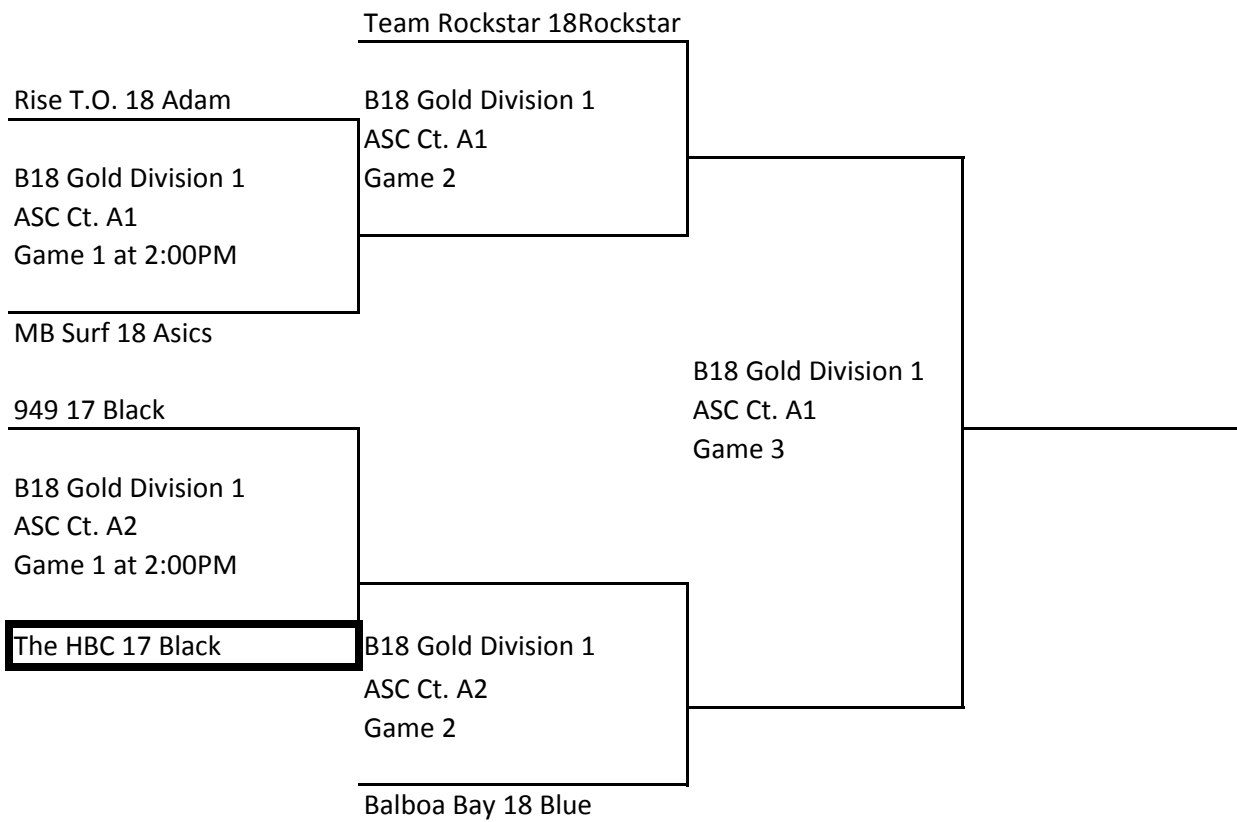 Team Rockstar 18Rockstar
Rise T.O. 18 Adam
B18 Gold Division 1
ASC Ct. A1
Game 1 at 2:00PM
MB Surf 18 Asics
B18 Gold Division 1
ASC Ct. A1
Game 2
949 17 Black
B18 Gold Division 1
ASC Ct. A2
Game 1 at 2:00PM
The HBC 17 Black
B18 Gold Division 1
ASC Ct. A2
Game 2
Balboa Bay 18 Blue
B18 Gold Division 1
ASC Ct. A1
Game 3